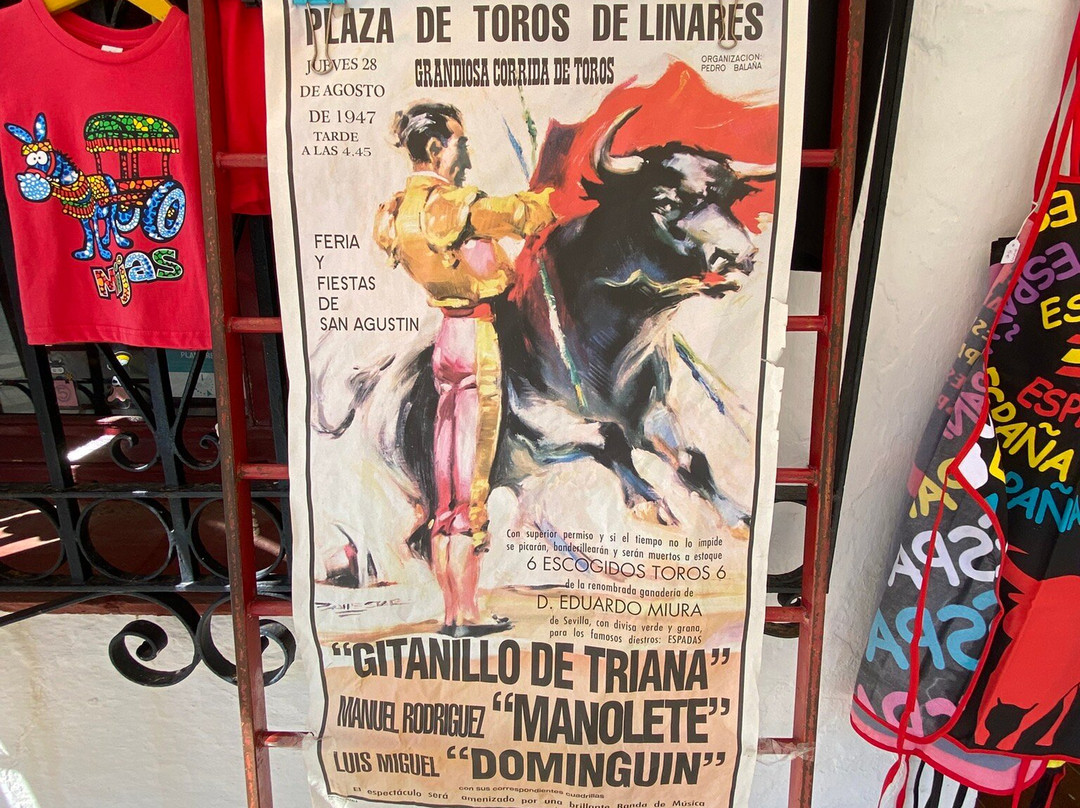 PLAZA DE TOROS DE LINARES
JUEVES 28
DE AGOSTO
DE 1947
TARDE
A LAS 4.45
GRANDIOSA CORRIDA DE TOROS
ORGANIZACION:
PEDRO BALAÑA
FERIA
Y
FIESTAS
DE
SAN AGUSTIN
Con superior permiso y si el tiempo no lo impide
se picarán, banderillearán y serán muertos a estoque
6 ESCOGIDOS TOROS 6
de la renombrada ganadería de
D. EDUARDO MIURA
de Sevilla, con divisa verde y grana,
para los famosos diestros: ESPADAS
"GITANILLO DE TRIANA"
MANUEL RODRIGUEZ "MANOLETE"
LUIS MIGUEL "DOMINGUIN"
con sus correspondientes cuadrillas
El espectáculo será amenizado por una brillante Banda de Música
Mijas
ESPAÑA
ESPAÑA
ESPAÑA